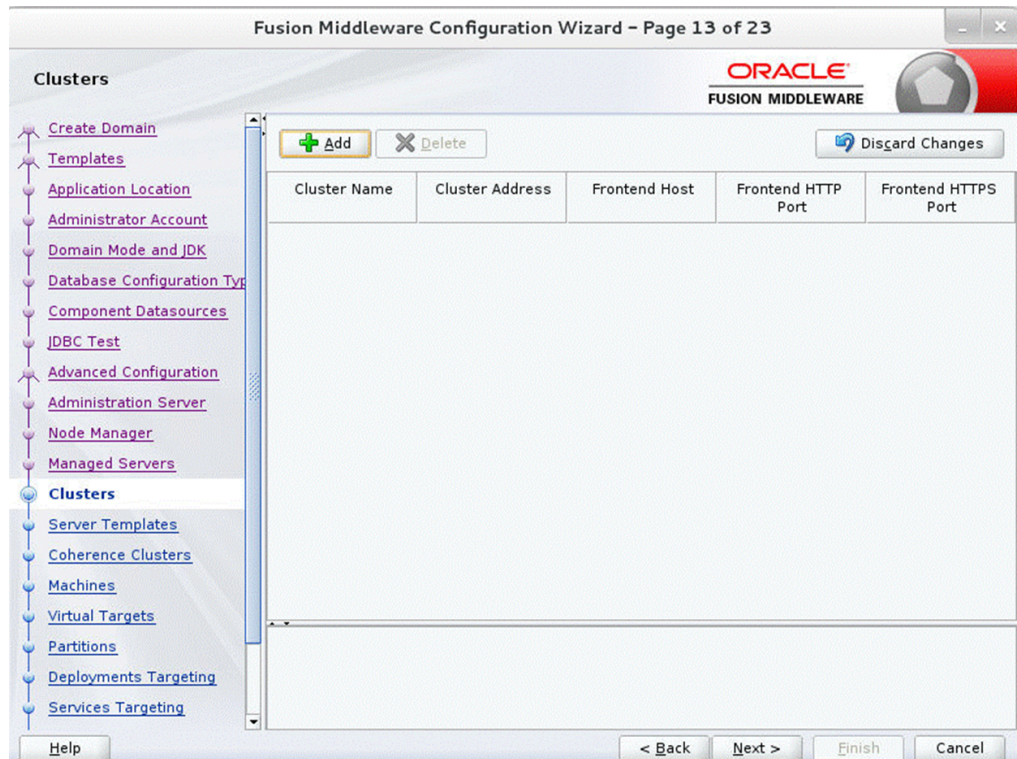 Fusion Middleware Configuration Wizard – Page 13 of 23
Clusters
ORACLE
FUSION MIDDLEWARE
Create Domain
Templates
Application Location
Administrator Account
Domain Mode and JDK
Database Configuration Typ
Component Datasources
JDBC Test
Advanced Configuration
Administration Server
Node Manager
Managed Servers
Clusters
Server Templates
Coherence Clusters
Machines
Virtual Targets
Partitions
Deployments Targeting
Services Targeting
Add Delete Discard Changes
Cluster Name Cluster Address Frontend Host Frontend HTTP Port Frontend HTTPS Port
Help < Back Next > Finish Cancel